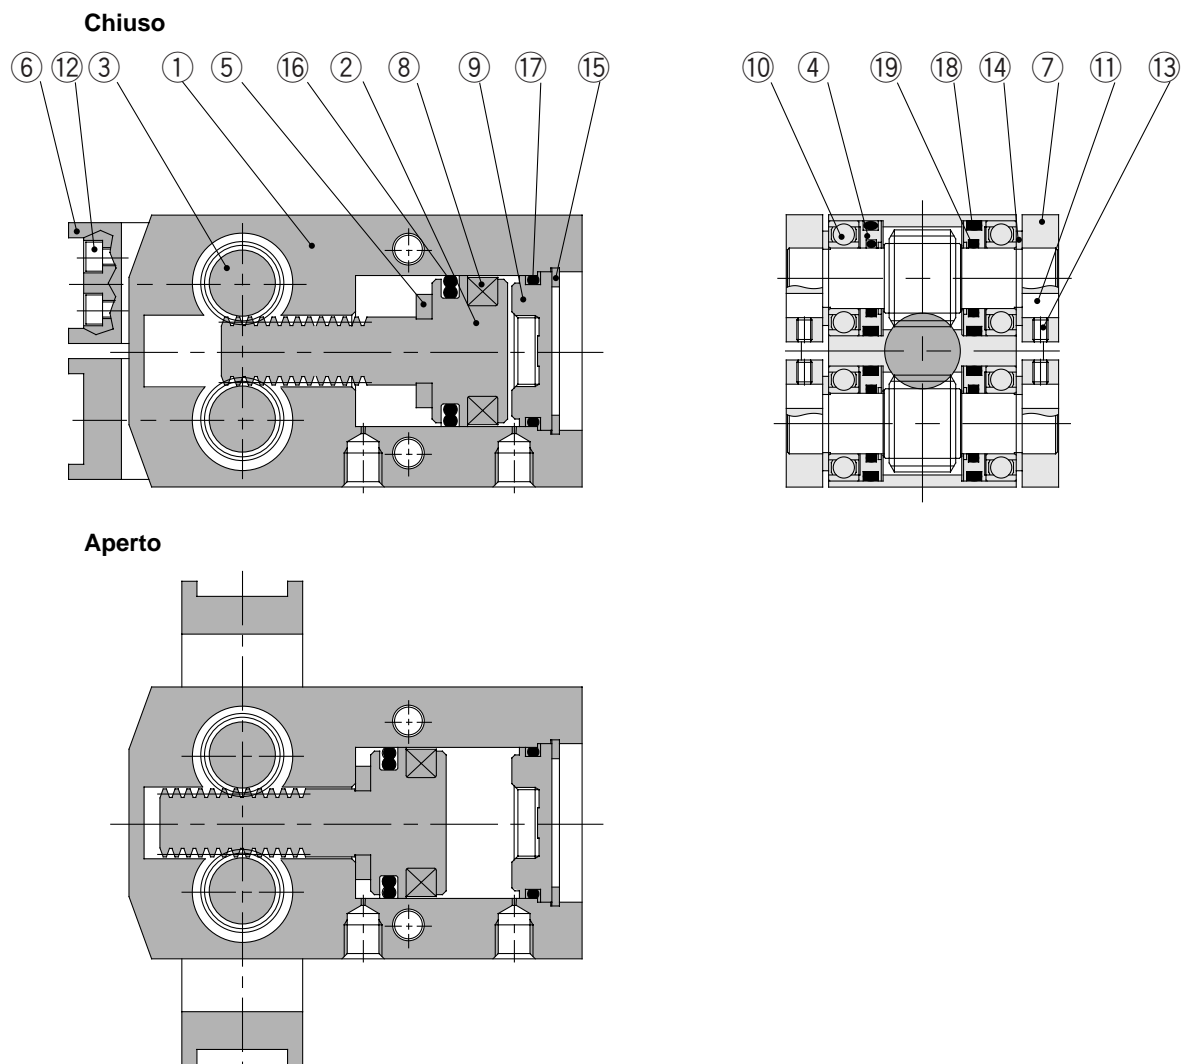 Chiuso
⑥ ⑫ ③ ① ⑤ ⑯ ② ⑧ ⑨ ⑰ ⑮ ⑩ ④ ⑲ ⑱ ⑭ ⑦ ⑪ ⑬
Aperto